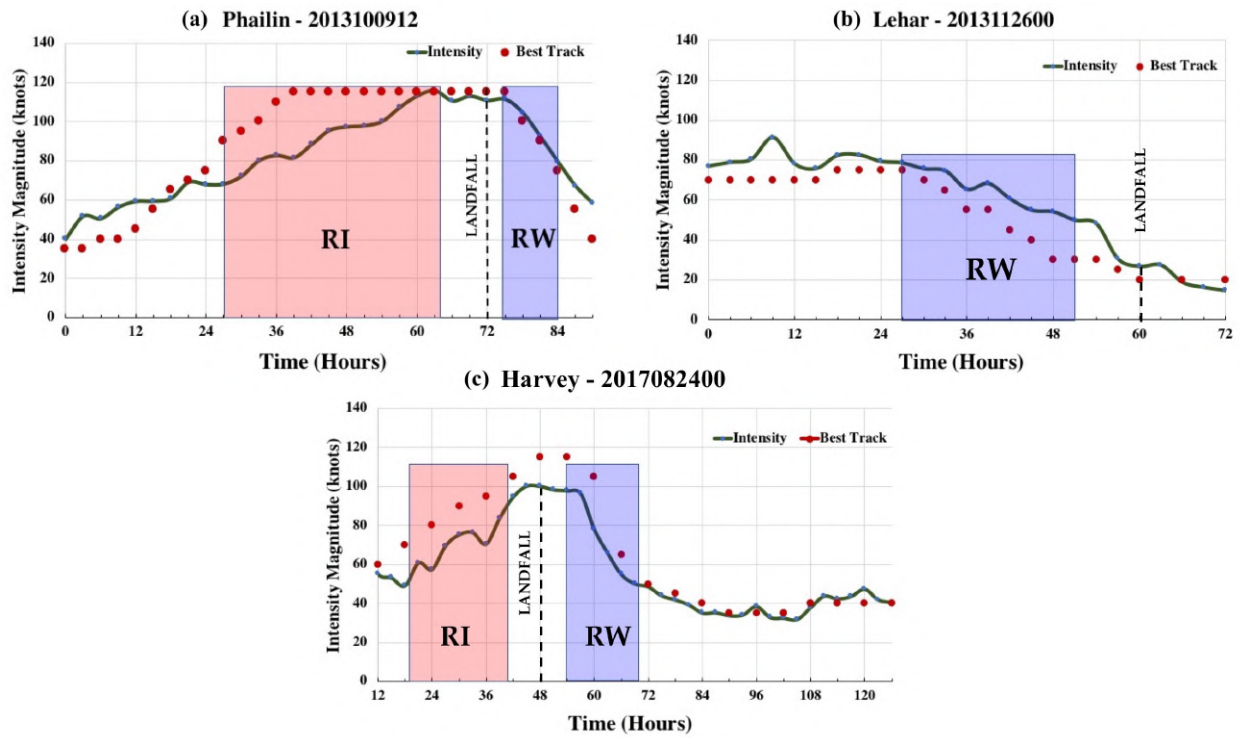 (a) Phailin - 2013100912
Intensity Best Track
Intensity Magnitude (knots)
140
120
100
80
60
40
20
0
RI
LANDFALL
RW
0 12 24 36 48 60 72 84
Time (Hours)
(b) Lehar - 2013112600
Intensity Best Track
Intensity Magnitude (knots)
140
120
100
80
60
40
20
0
RW
LANDFALL
0 12 24 36 48 60 72
Time (Hours)
(c) Harvey - 2017082400
Intensity Best Track
Intensity Magnitude (knots)
140
120
100
80
60
40
20
0
RI
LANDFALL
RW
12 24 36 48 60 72 84 96 108 120
Time (Hours)